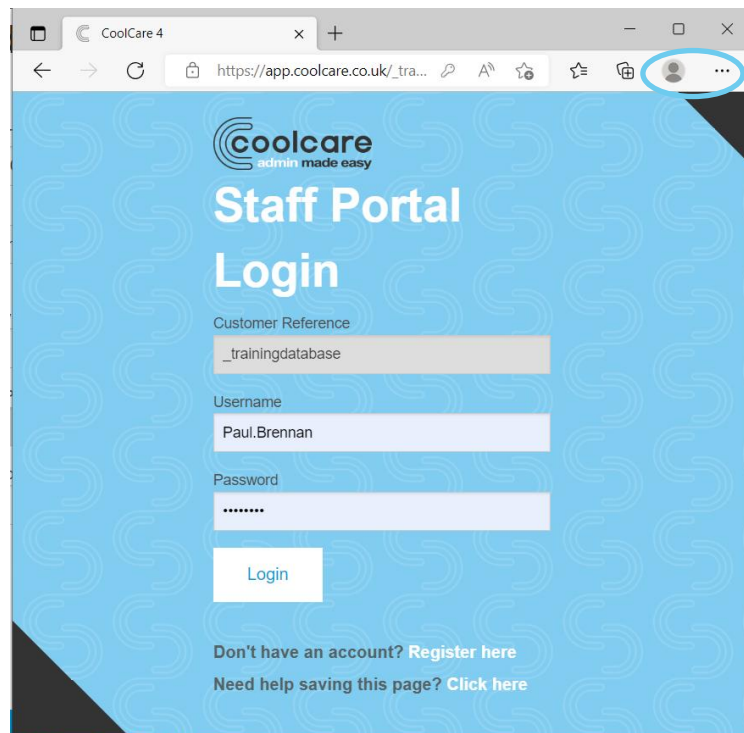 CoolCare 4
https://app.coolcare.co.uk/_tra...
coolcare
admin made easy
Staff Portal
Login
Customer Reference
_trainingdatabase
Username
Paul.Brennan
Password
••••••••
Login
Don't have an account? Register here
Need help saving this page? Click here